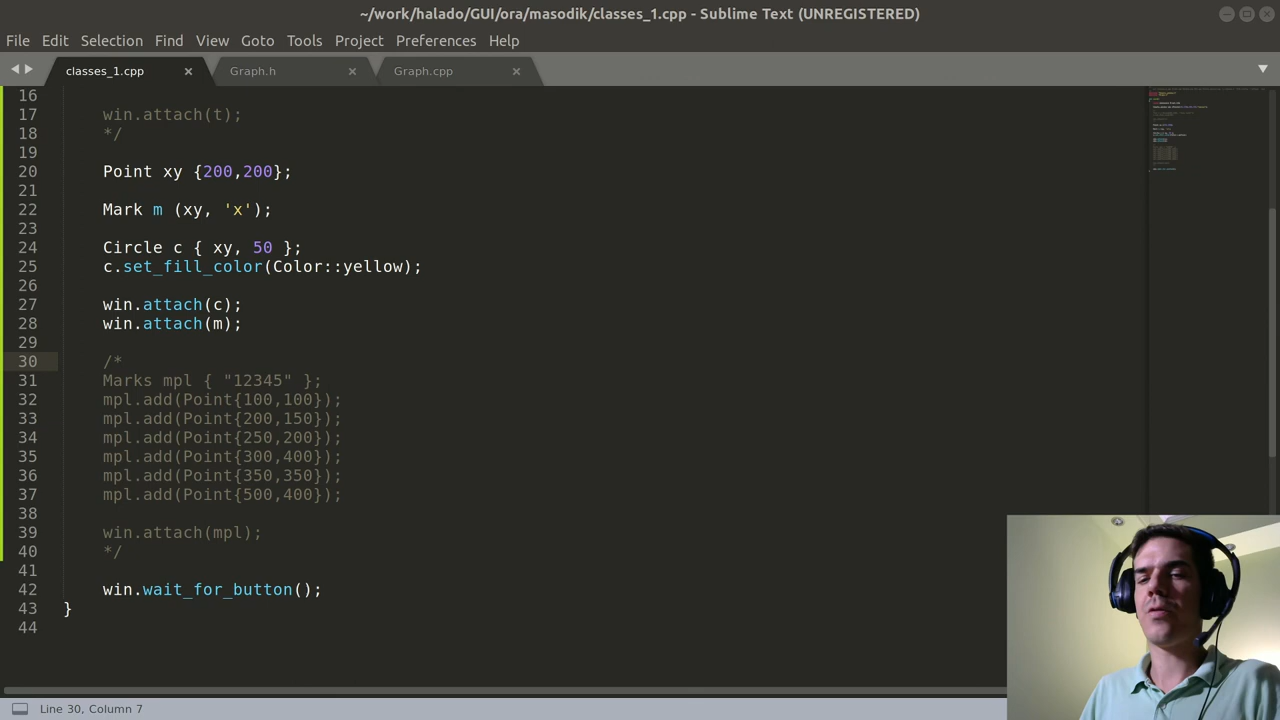 ~/work/halado/GUI/ora/masodik/classes_1.cpp - Sublime Text (UNREGISTERED)
File Edit Selection Find View Goto Tools Project Preferences Help
classes_1.cpp Graph.h Graph.cpp
16
17 win.attach(t);
18 */
19
20 Point xy {200,200};
21
22 Mark m (xy, 'x');
23
24 Circle c { xy, 50 };
25 c.set_fill_color(Color::yellow);
26
27 win.attach(c);
28 win.attach(m);
29
30 /*
31 Marks mpl { "12345" };
32 mpl.add(Point{100,100});
33 mpl.add(Point{200,150});
34 mpl.add(Point{250,200});
35 mpl.add(Point{300,400});
36 mpl.add(Point{350,350});
37 mpl.add(Point{500,400});
38
39 win.attach(mpl);
40 */
41
42 win.wait_for_button();
43 }
44
Line 30, Column 7